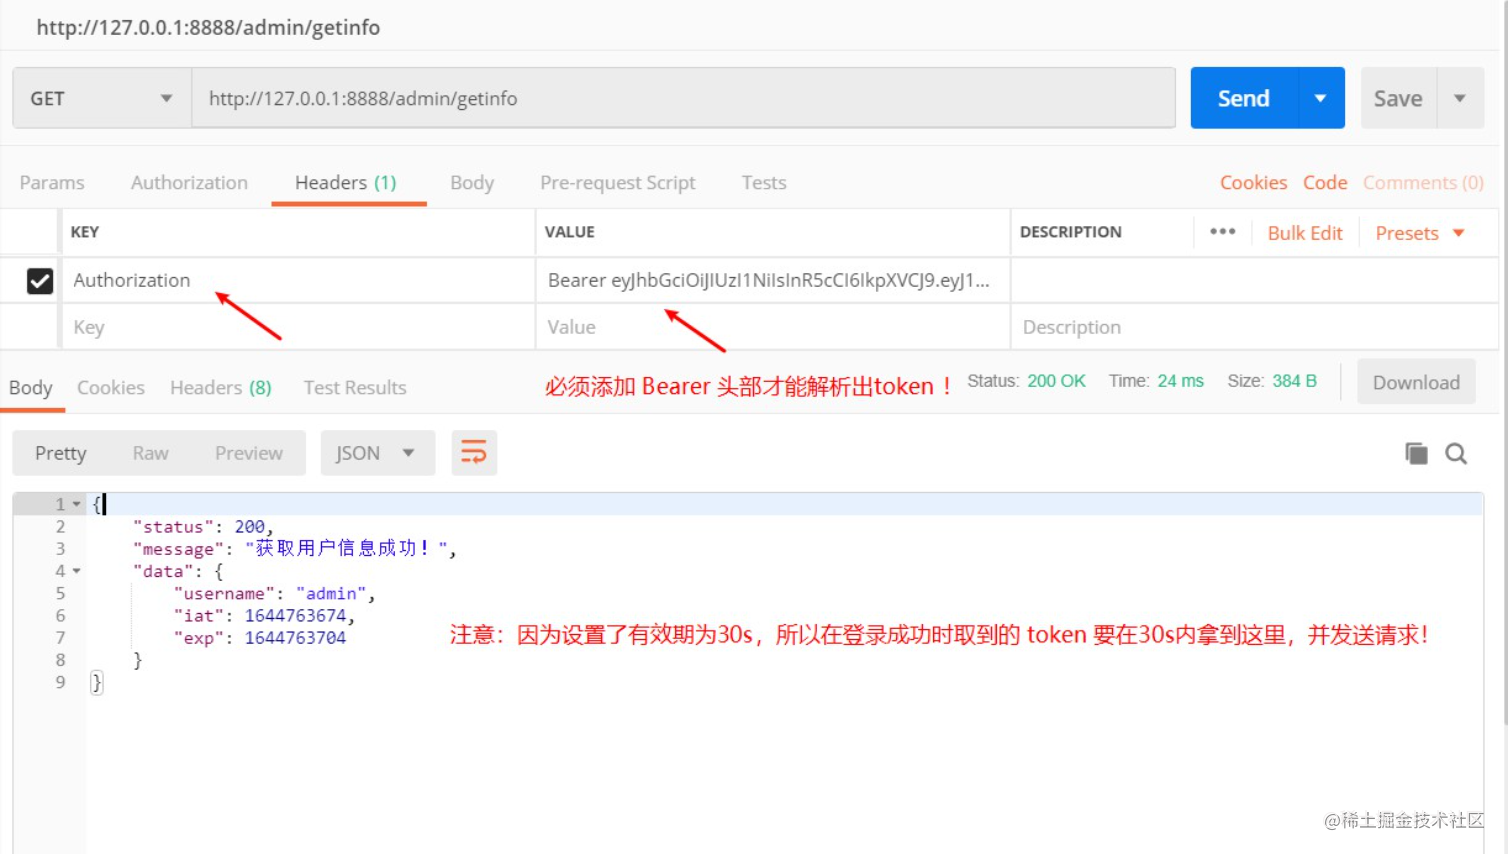 http://127.0.0.1:8888/admin/getinfo
GET http://127.0.0.1:8888/admin/getinfo Send Save
Params Authorization Headers (1) Body Pre-request Script Tests Cookies Code Comments (0)
KEY VALUE DESCRIPTION ••• Bulk Edit Presets
Authorization Bearer eyJhbGciOiJIUzI1NiIsInR5cCI6IkpXVCJ9.eyJ1...
Key Value Description
Body Cookies Headers (8) Test Results 必须添加 Bearer 头部才能解析出token ! Status: 200 OK Time: 24 ms Size: 384 B Download
Pretty Raw Preview JSON
1 {
2 "status": 200,
3 "message": "获取用户信息成功!",
4 "data": {
5 "username": "admin",
6 "iat": 1644763674,
7 "exp": 1644763704 注意：因为设置了有效期为30s，所以在登录成功时取到的 token 要在30s内拿到这里，并发送请求！
8 }
9 }
@稀土掘金技术社区